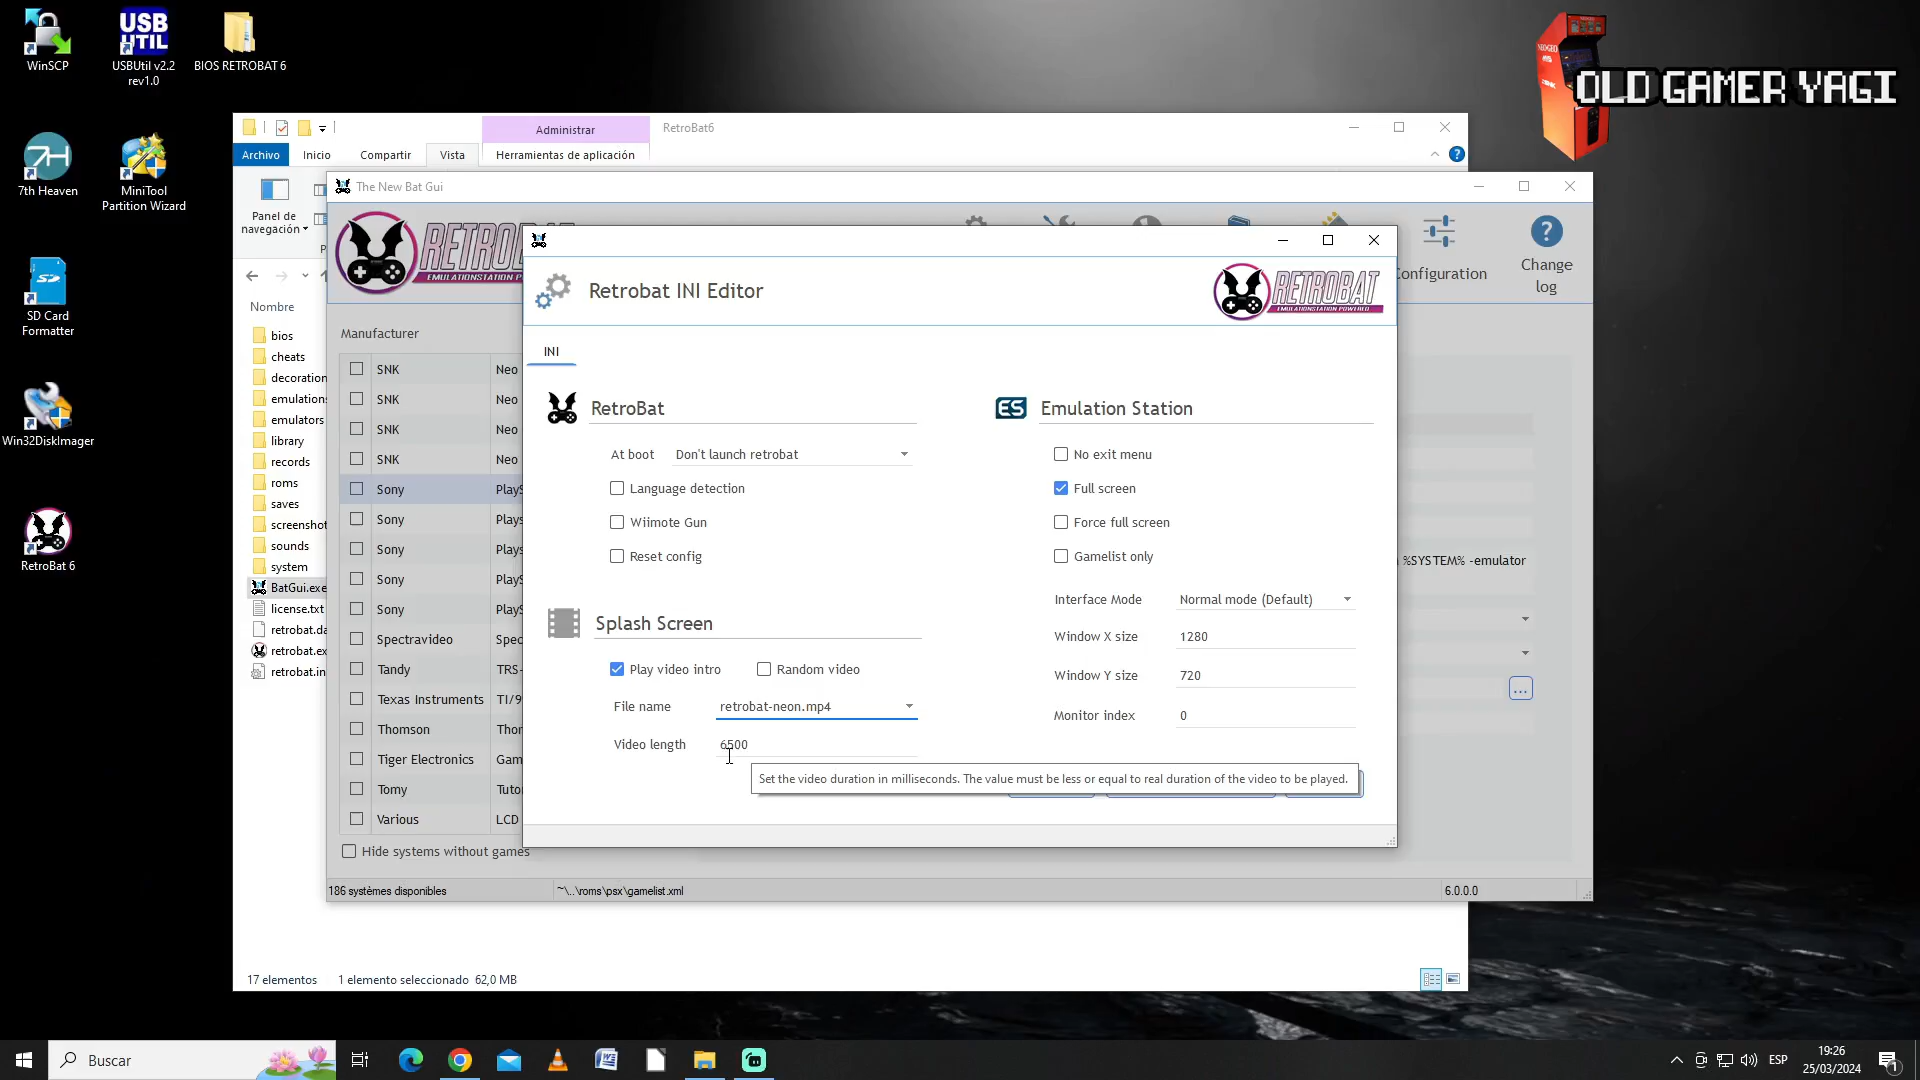 WinSCP
USB
UTIL
USBUtil v2.2
rev1.0
BIOS RETROBAT 6
7H
7th Heaven
MiniTool
Partition Wizard
SD
SD Card
Formatter
Win32DiskImager
RetroBat 6
NEOGEO
OLD GAMER YAGI
Administrar
RetroBat6
Archivo
Inicio
Compartir
Vista
Herramientas de aplicación
Panel de
navegación
Nombre
bios
cheats
decoration
emulations
emulators
library
records
roms
saves
screenshot
sounds
system
BatGui.exe
license.txt
retrobat.da
retrobat.ex
retrobat.in
17 elementos
1 elemento seleccionado 62,0 MB
The New Bat Gui
RETROB
EMULATIONSTATION POWERED
onfiguration
Change
log
Manufacturer
SNK Neo
SNK Neo
SNK Neo
SNK Neo
Sony PlayS
Sony Plays
Sony Plays
Sony Plays
Sony PlayS
Spectravideo Spec
Tandy TRS-
Texas Instruments TI/9
Thomson Thor
Tiger Electronics Gam
Tomy Tuto
Various LCD
Hide systems without games
%SYSTEM% -emulator
...
186 systèmes disponibles
~\..\roms\psx\gamelist.xml
6.0.0.0
Retrobat INI Editor
RETROBAT
EMULATIONSTATION POWERED
INI
RetroBat
At boot
Don't launch retrobat
Language detection
Wiimote Gun
Reset config
Splash Screen
Play video intro
Random video
File name
retrobat-neon.mp4
Video length
6500
ES
Emulation Station
No exit menu
Full screen
Force full screen
Gamelist only
Interface Mode
Normal mode (Default)
Window X size
1280
Window Y size
720
Monitor index
0
Set the video duration in milliseconds. The value must be less or equal to real duration of the video to be played.
Buscar
ESP
19:26
25/03/2024
1